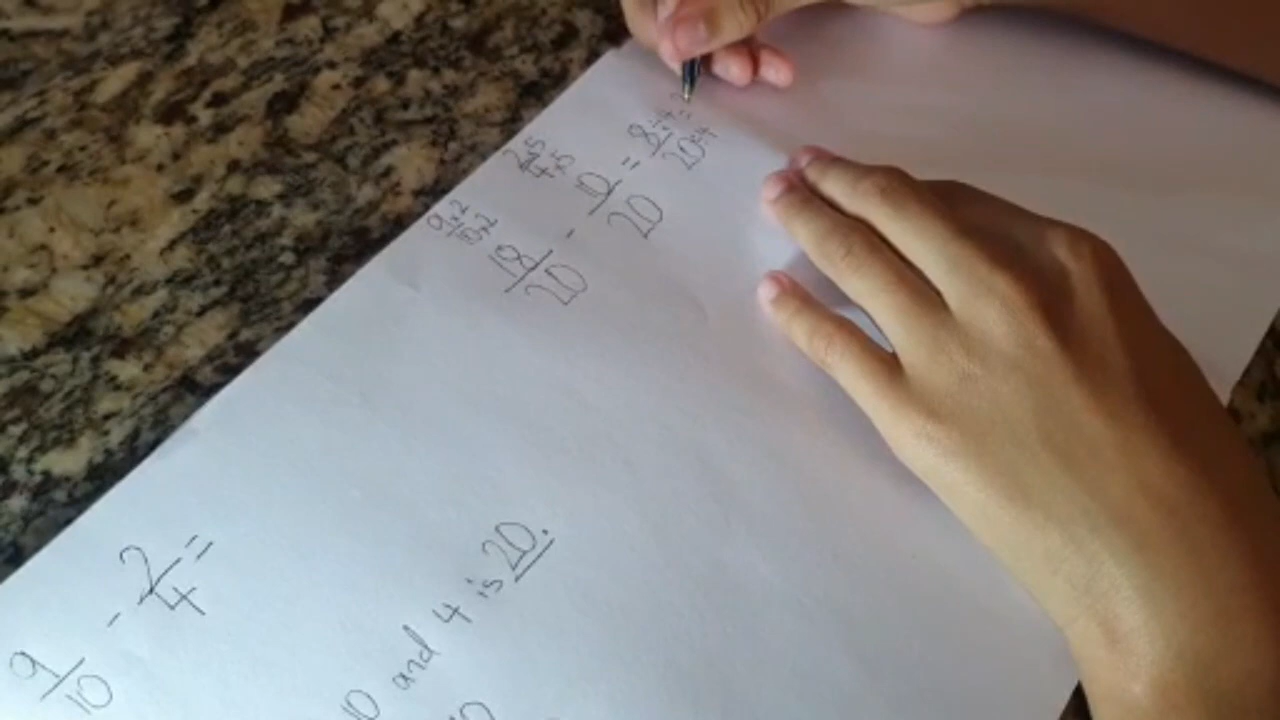 9/10 - 2/4 =
10 and 4 is 20.
9×2/10×2 2×5/4×5
18/20 - 10/20 = 8÷4/20÷4 = 2